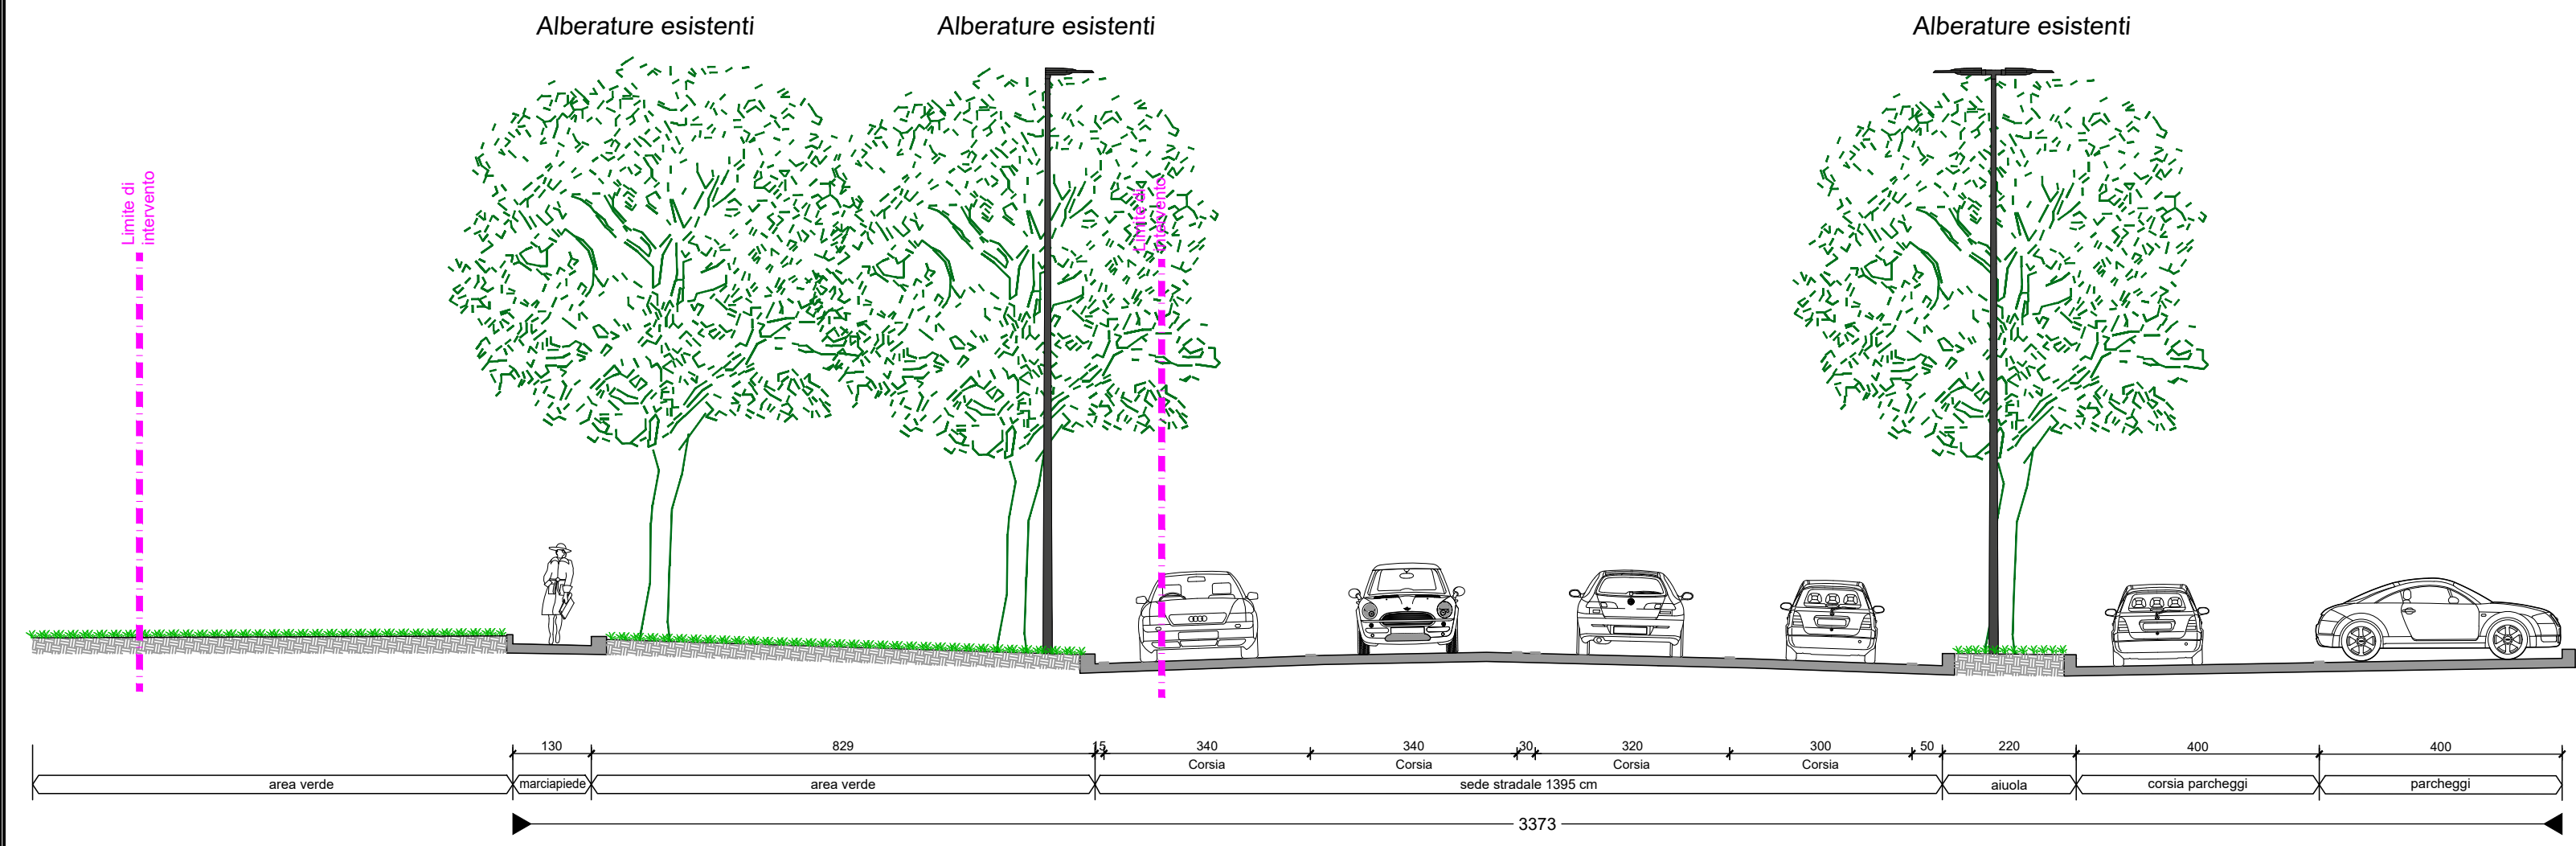 Alberature esistenti
Alberature esistenti
Alberature esistenti
Limite di
intervento
Limite di
intervento
130
829
15
340
340
30
320
300
50
220
400
400
Corsia
Corsia
Corsia
Corsia
area verde
marciapiede
area verde
sede stradale 1395 cm
aiuola
corsia parcheggi
parcheggi
3373